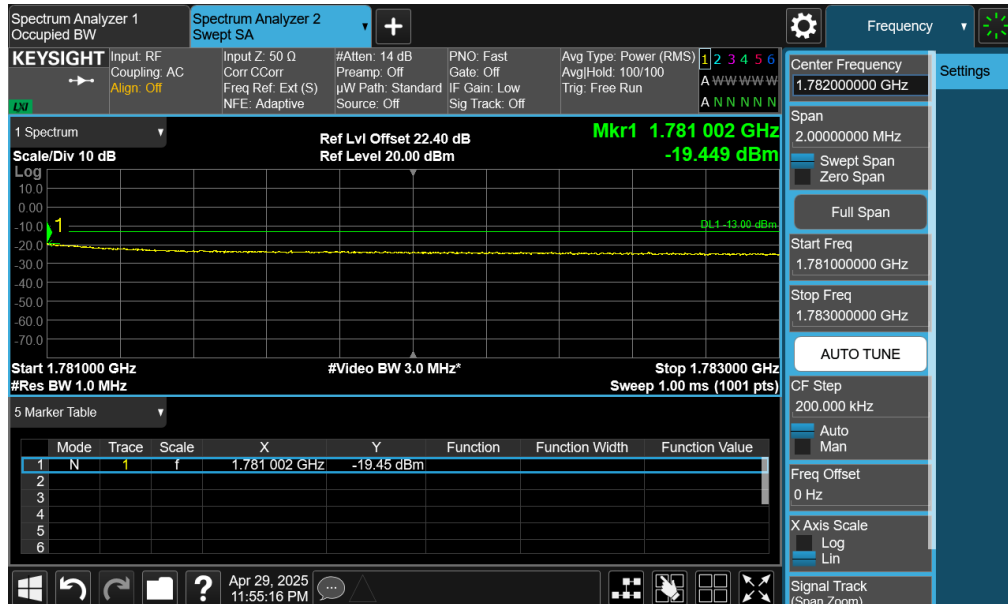 Spectrum Analyzer 1
Occupied BW
Spectrum Analyzer 2
Swept SA
Frequency
KEYSIGHT
LXI
Input: RF
Coupling: AC
Align: Off
Input Z: 50 Ω
Corr CCorr
Freq Ref: Ext (S)
NFE: Adaptive
#Atten: 14 dB
Preamp: Off
µW Path: Standard
Source: Off
PNO: Fast
Gate: Off
IF Gain: Low
Sig Track: Off
Avg Type: Power (RMS)
Avg|Hold: 100/100
Trig: Free Run
1 2 3 4 5 6
A W W W W W
A N N N N N
1 Spectrum
Scale/Div 10 dB
Ref Lvl Offset 22.40 dB
Ref Level 20.00 dBm
Mkr1 1.781 002 GHz
-19.449 dBm
Log
10.0
0.00
-10.0
-20.0
-30.0
-40.0
-50.0
-60.0
-70.0
1
DL1 -13.00 dBm
Start 1.781000 GHz
#Res BW 1.0 MHz
#Video BW 3.0 MHz*
Stop 1.783000 GHz
Sweep 1.00 ms (1001 pts)
5 Marker Table
Mode Trace Scale X Y Function Function Width Function Value
1 N 1 f 1.781 002 GHz -19.45 dBm
2
3
4
5
6
Apr 29, 2025
11:55:16 PM
Center Frequency
1.782000000 GHz
Settings
Span
2.00000000 MHz
Swept Span
Zero Span
Full Span
Start Freq
1.781000000 GHz
Stop Freq
1.783000000 GHz
AUTO TUNE
CF Step
200.000 kHz
Auto
Man
Freq Offset
0 Hz
X Axis Scale
Log
Lin
Signal Track
(Span Zoom)